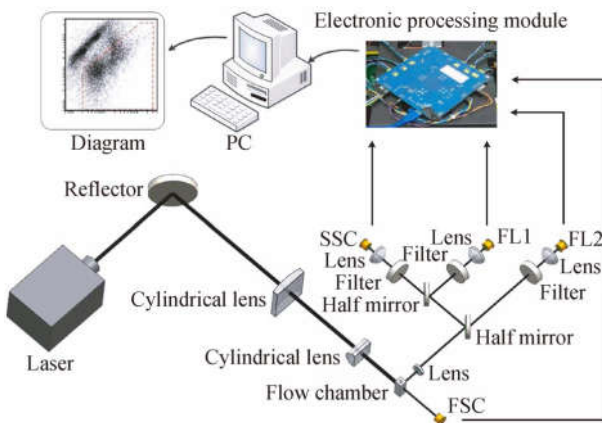 Electronic processing module
Diagram
PC
Reflector
SSC
Lens
Filter
Lens
FL1
Filter
FL2
Lens
Filter
Half mirror
Half mirror
Cylindrical lens
Laser
Cylindrical lens
Lens
Flow chamber
FSC